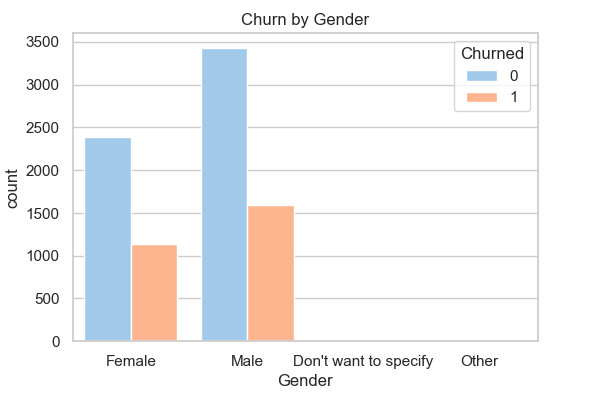 Churn by Gender
Churned
0
1
count
3500
3000
2500
2000
1500
1000
500
0
Female Male Don't want to specify Other
Gender